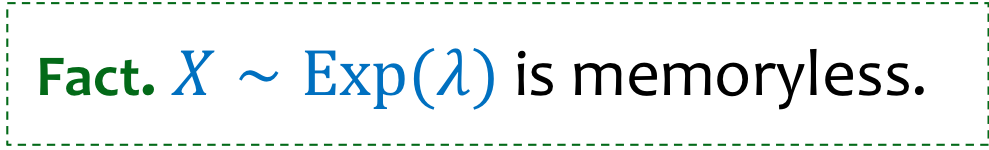 Fact. X ~ Exp(λ) is memoryless.